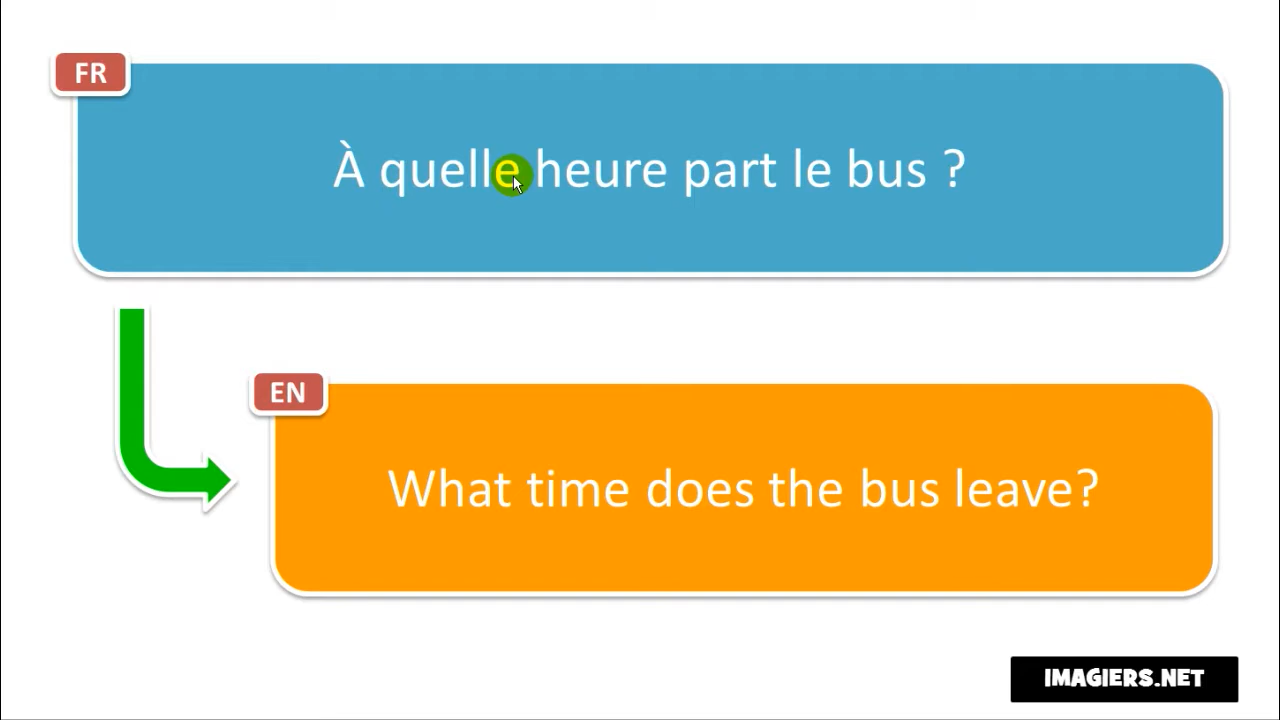 FR
À quelle heure part le bus ?
EN
What time does the bus leave?
IMAGIERS.NET